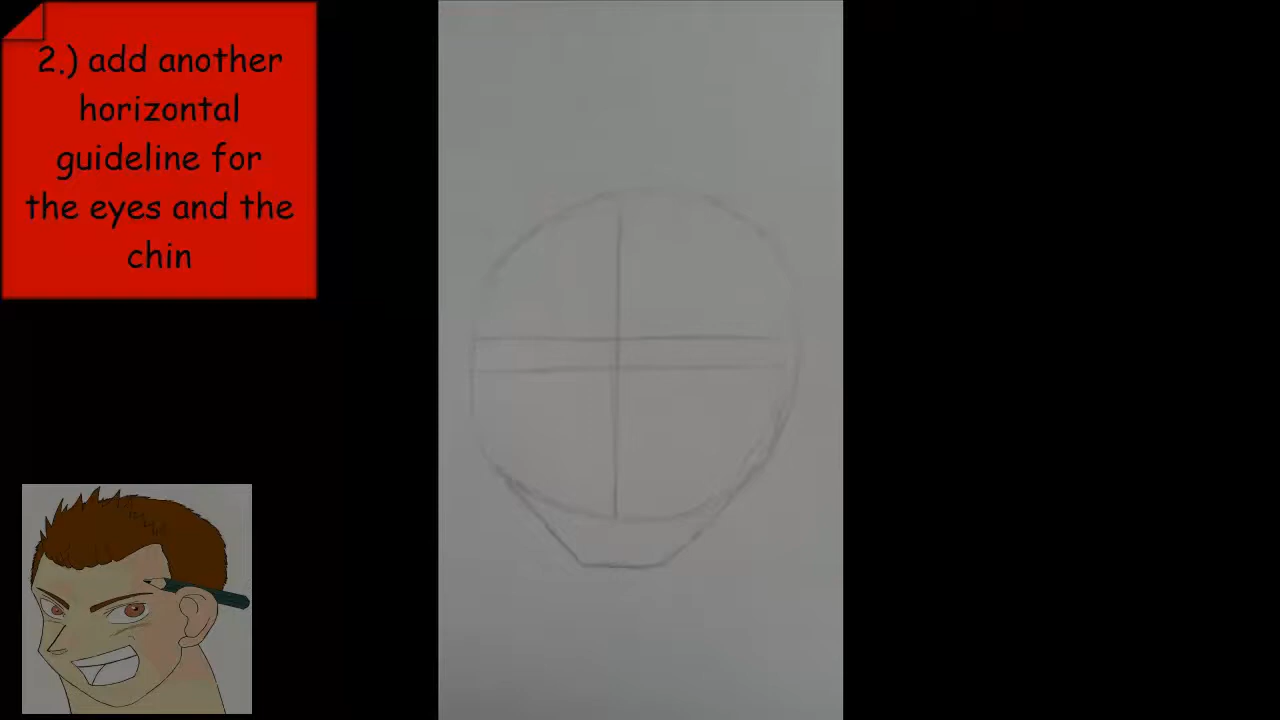 2.) add another
horizontal
guideline for
the eyes and the
chin